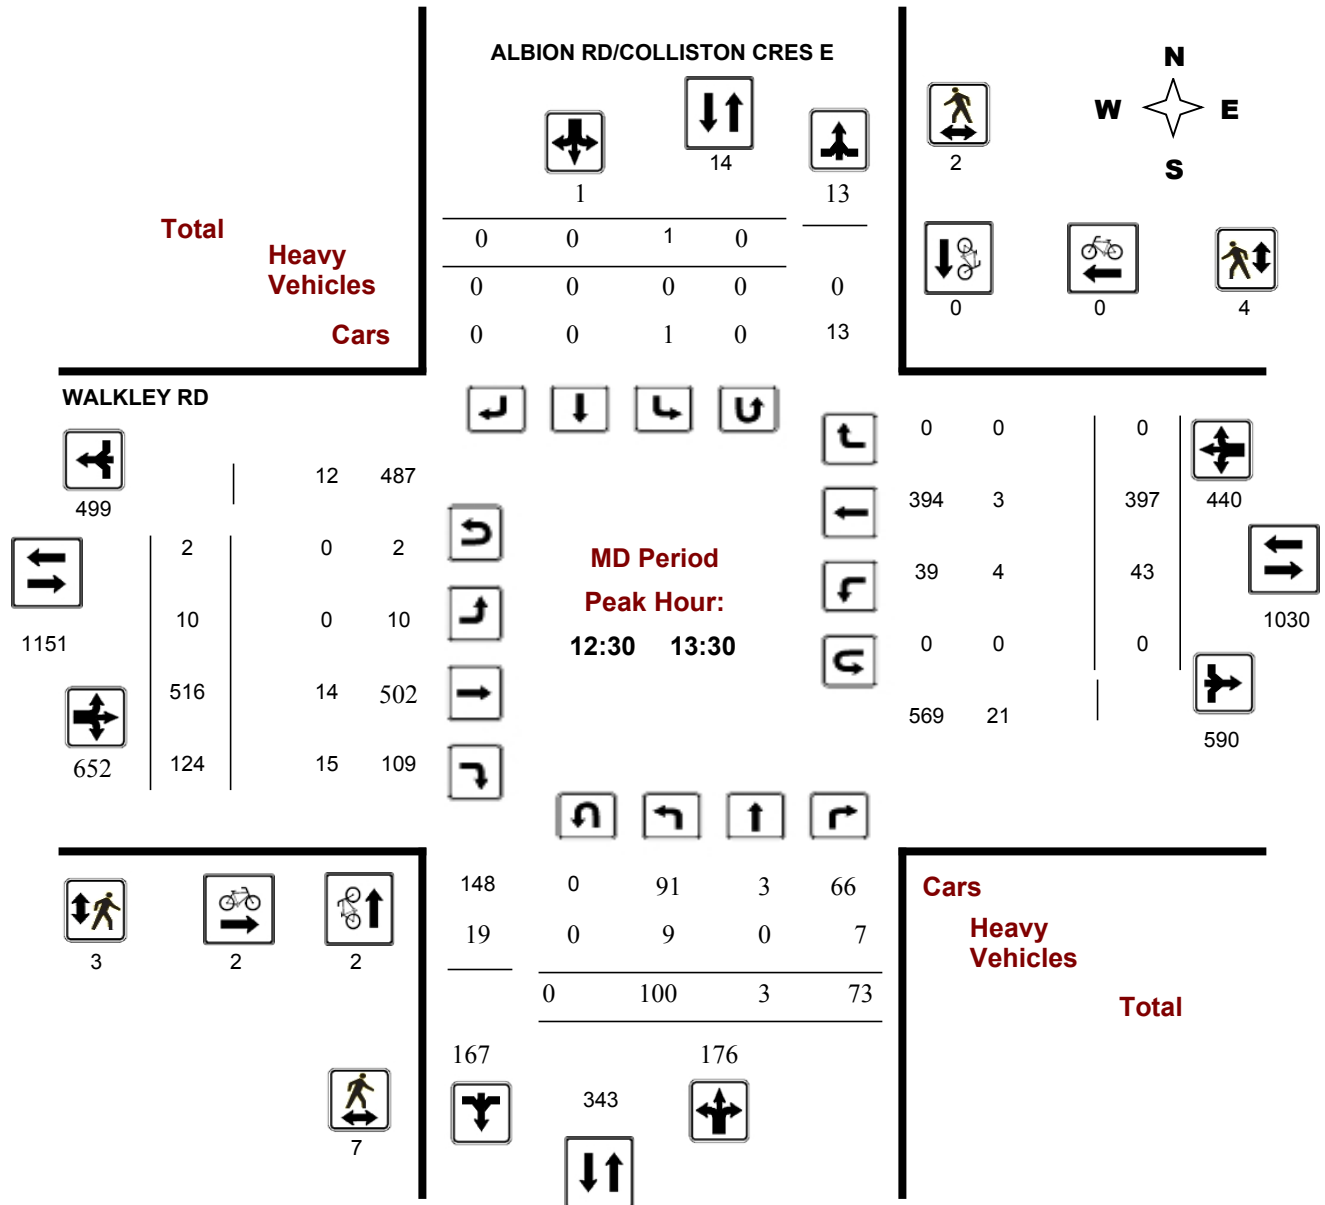 ALBION RD/COLLISTON CRES E
N
W E
S
14
2
1 13
Total
0 0 1 0
Heavy
Vehicles
0 0 0 0 0
Cars
0 0 1 0 13
0 0 4
WALKLEY RD
0 0 0
12 487
499
394 3 397 440
2 0 2
MD Period
39 4 43
Peak Hour:
10 0 10
1151
12:30 13:30
0 0 0
1030
516 14 502
569 21
590
652 124 15 109
148 0 91 3 66
Cars
19 0 9 0 7
Heavy
Vehicles
3 2 2
0 100 3 73
Total
167 176
343
7